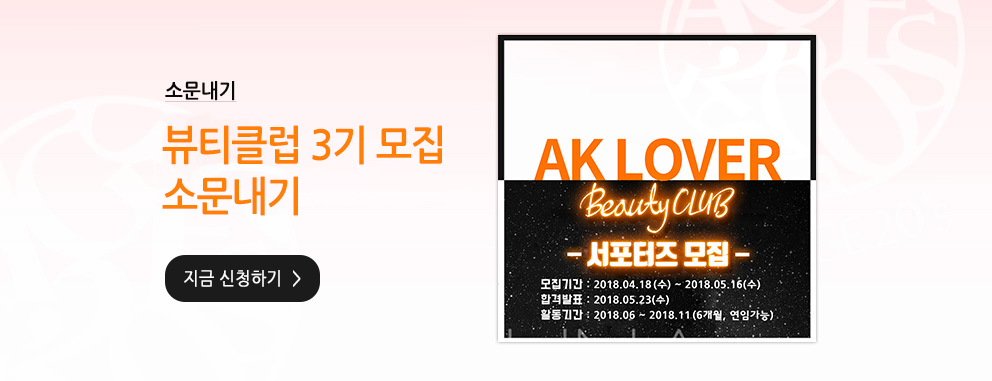 소문내기
뷰티클럽 3기 모집
소문내기
지금 신청하기 >
AK LOVER
Beauty CLUB
- 서포터즈 모집 -
모집기간 : 2018.04.18(수) ~ 2018.05.16(수)
합격발표 : 2018.05.23(수)
활동기간 : 2018.06 ~ 2018.11 (6개월, 연임가능)